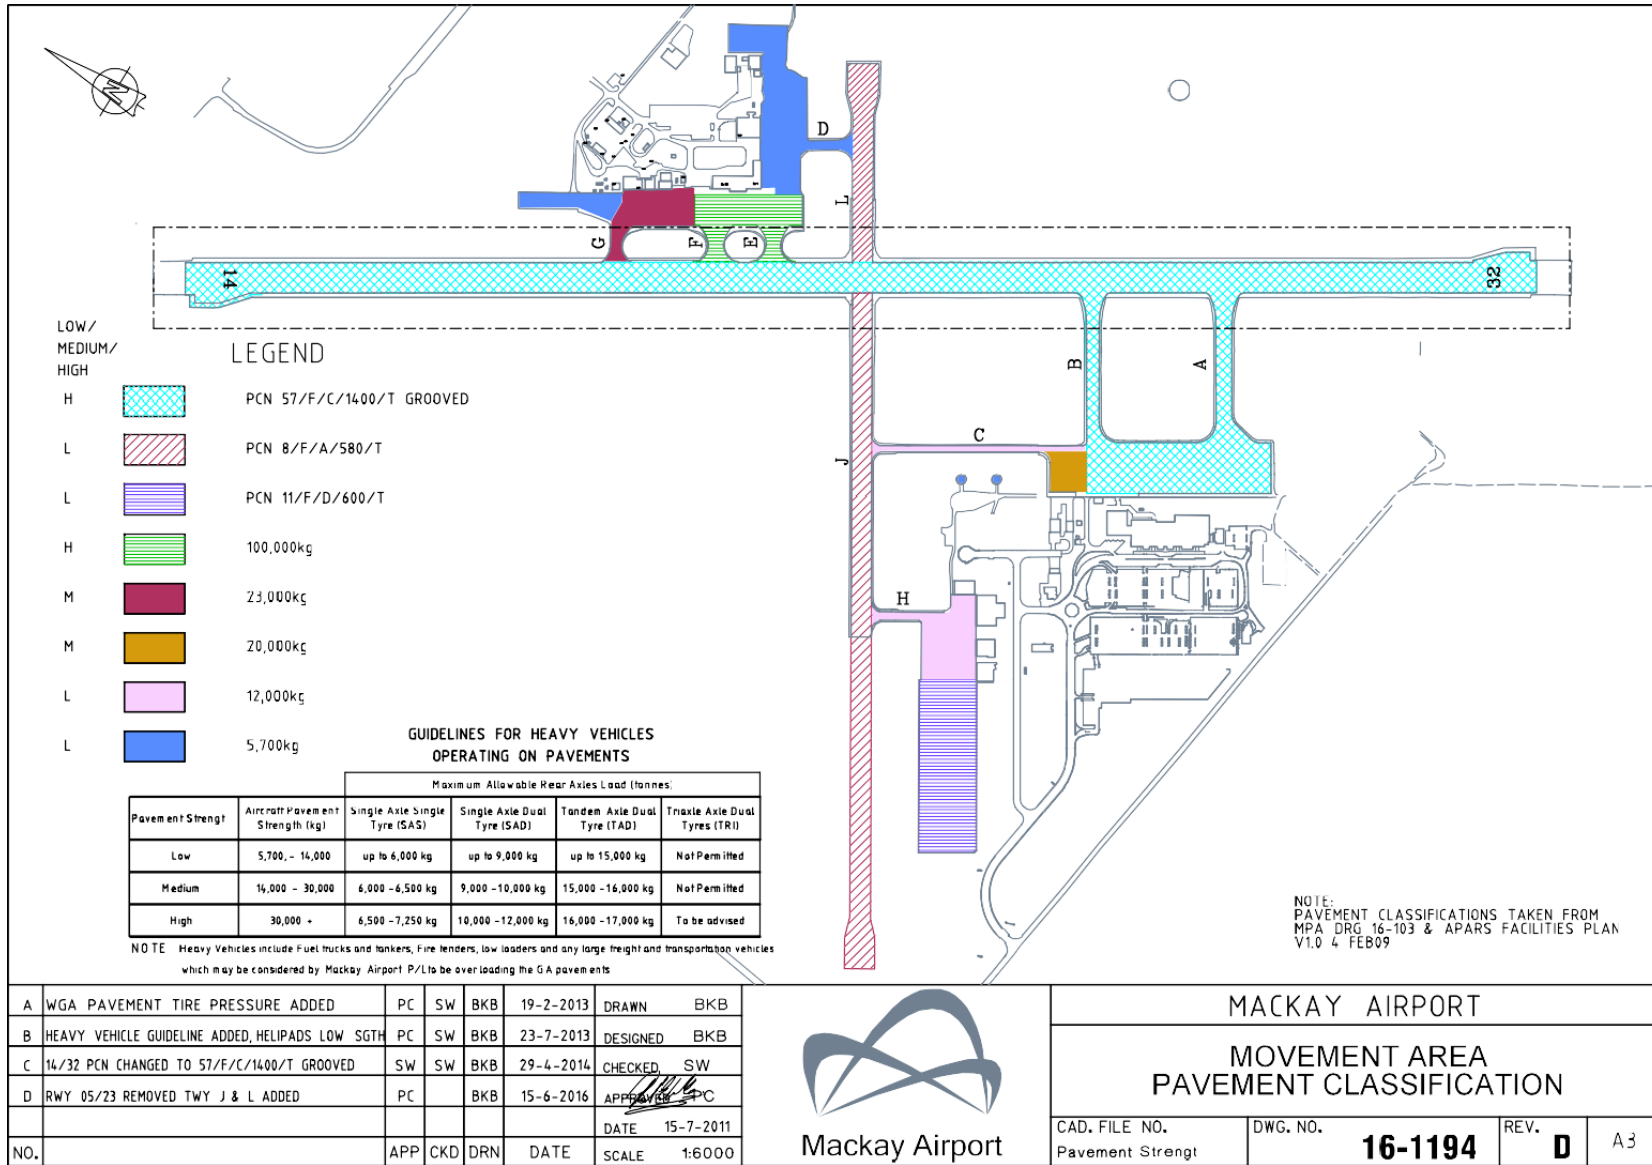 N
D
L
G
F
E
14
32
B
A
C
J
H
LOW/
MEDIUM/
HIGH
LEGEND
H PCN 57/F/C/1400/T GROOVED
L PCN 8/F/A/580/T
L PCN 11/F/D/600/T
H 100,000kg
M 23,000kg
M 20,000kg
L 12,000kg
L 5,700kg
GUIDELINES FOR HEAVY VEHICLES
OPERATING ON PAVEMENTS
Maximum Allowable Rear Axles Load (tonnes)
Pavement Strengt Aircraft Pavement Strength (kg) Single Axle Single Tyre (SAS) Single Axle Dual Tyre (SAD) Tandem Axle Dual Tyre (TAD) Triaxle Axle Dual Tyres (TRI)
Low 5,700, - 14,000 up to 6,000 kg up to 9,000 kg up to 15,000 kg Not Permitted
Medium 14,000 - 30,000 6,000 -6,500 kg 9,000 -10,000 kg 15,000 -16,000 kg Not Permitted
High 30,000 + 6,500 -7,250 kg 10,000 -12,000 kg 16,000 -17,000 kg To be advised
NOTE Heavy Vehicles include Fuel trucks and tankers, Fire tenders, low loaders and any large freight and transportation vehicles
which may be considered by Mackay Airport P/L to be over loading the GA pavements
NOTE:
PAVEMENT CLASSIFICATIONS TAKEN FROM
MPA DRG 16-103 & APARS FACILITIES PLAN
V1.0 4 FEB09
A WGA PAVEMENT TIRE PRESSURE ADDED PC SW BKB 19-2-2013
B HEAVY VEHICLE GUIDELINE ADDED, HELIPADS LOW SGTH PC SW BKB 23-7-2013
C 14/32 PCN CHANGED TO 57/F/C/1400/T GROOVED SW SW BKB 29-4-2014
D RWY 05/23 REMOVED TWY J & L ADDED PC BKB 15-6-2016
NO. APP CKD DRN DATE
DRAWN BKB
DESIGNED BKB
CHECKED SW
APPROVED PC
DATE 15-7-2011
SCALE 1:6000
Mackay Airport
MACKAY AIRPORT
MOVEMENT AREA
PAVEMENT CLASSIFICATION
CAD. FILE NO.
Pavement Strengt
DWG. NO.
16-1194
REV.
D
A3